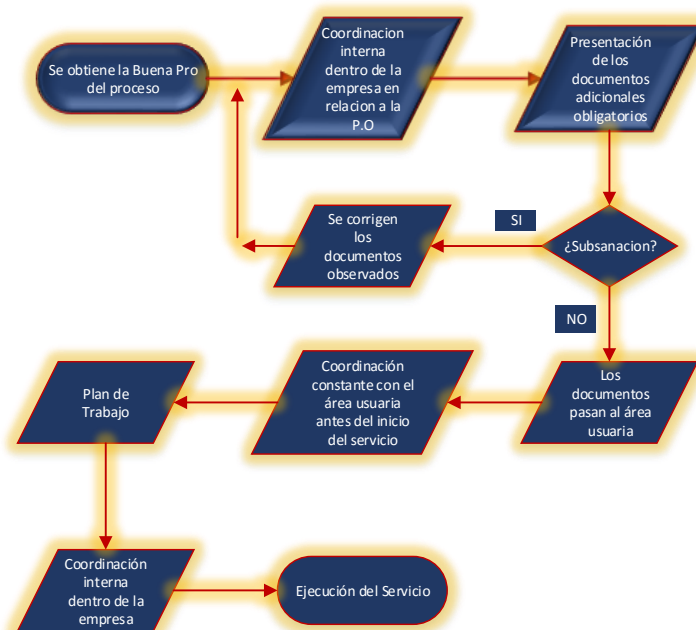 Se obtiene la Buena Pro
del proceso
Coordinacion
interna
dentro de la
empresa en
relacion a la
P.O
Presentación
de los
documentos
adicionales
obligatorios
¿Subsanacion?
SI
Se corrigen
los
documentos
observados
NO
Los
documentos
pasan al área
usuaria
Coordinación
constante con el
área usuaria
antes del inicio
del servicio
Plan de
Trabajo
Coordinación
interna
dentro de la
empresa
Ejecución del Servicio